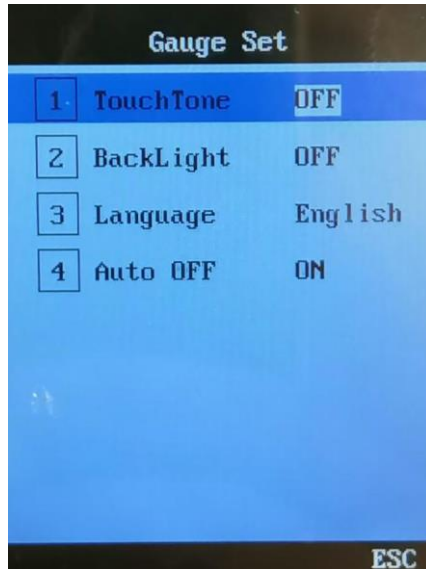 Gauge Set
1 TouchTone OFF
2 BackLight OFF
3 Language English
4 Auto OFF ON
ESC